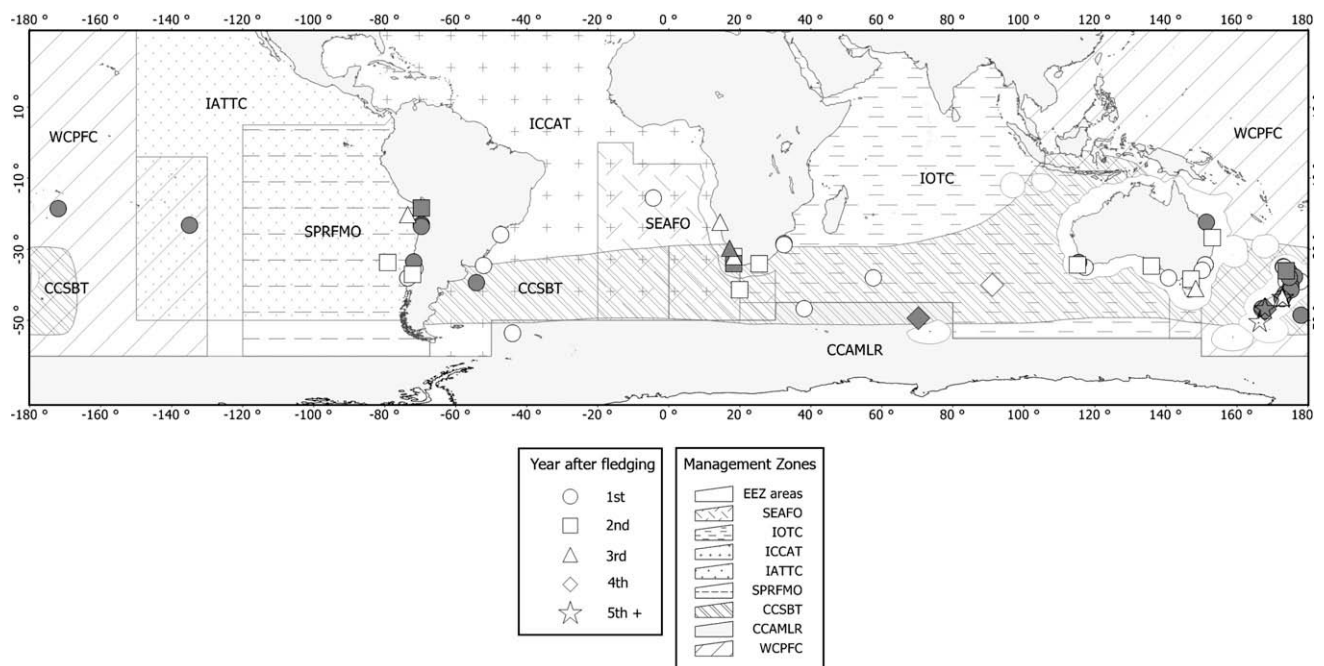 -180 -160 ° -140 ° -120 ° -100 ° -80 ° -60 ° -40 ° -20 ° 0 ° 20 ° 40 ° 60 ° 80 ° 100 ° 120 ° 140 ° 160 ° 180
IATTC
ICCAT
WCPFC
WCPFC
IOTC
SPRFMO
SEAFO
CCSBT
CCSBT
CCAMLR
10 °
-10 °
-30 °
-50 °
-180 -160 ° -140 ° -120 ° -100 ° -80 ° -60 ° -40 ° -20 ° 0 ° 20 ° 40 ° 60 ° 80 ° 100 ° 120 ° 140 ° 160 ° 180
Year after fledging
1st
2nd
3rd
4th
5th +
Management Zones
EEZ areas
SEAFO
IOTC
ICCAT
IATTC
SPRFMO
CCSBT
CCAMLR
WCPFC